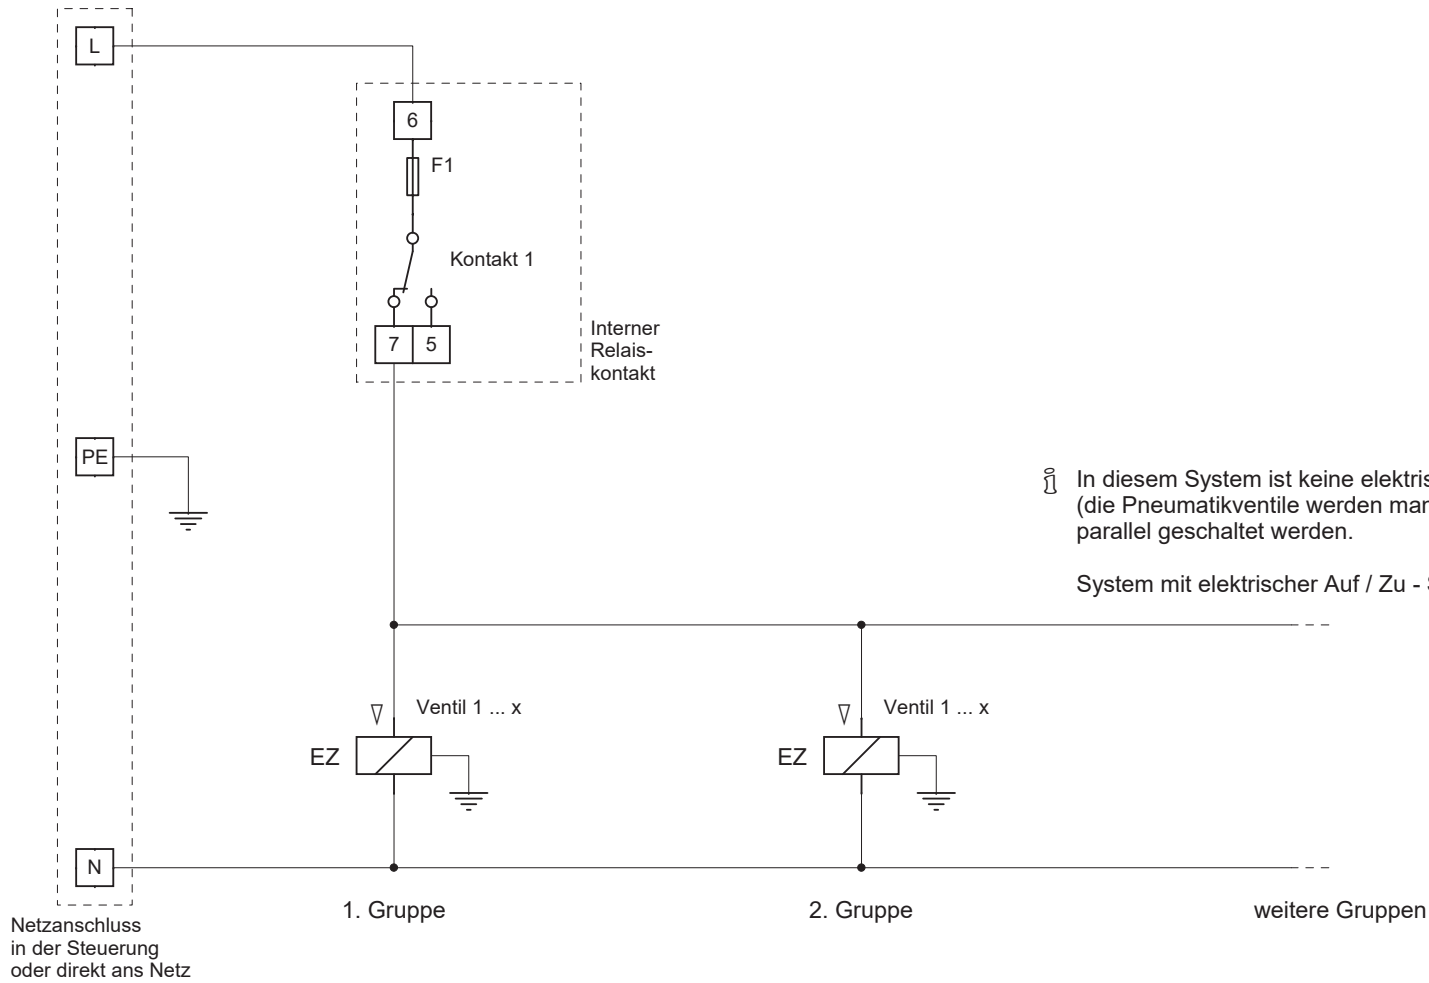 L
6
F1
Kontakt 1
7 5
Interner
Relais-
kontakt
PE
In diesem System ist keine
(die Pneumatikventile werden
parallel geschaltet werden.
System mit elektrischer Auf / Zu -
Ventil 1 ... x
EZ
Ventil 1 ... x
EZ
N
1. Gruppe
2. Gruppe
weitere Gruppen
Netzanschluss
in der Steuerung
oder direkt ans Netz